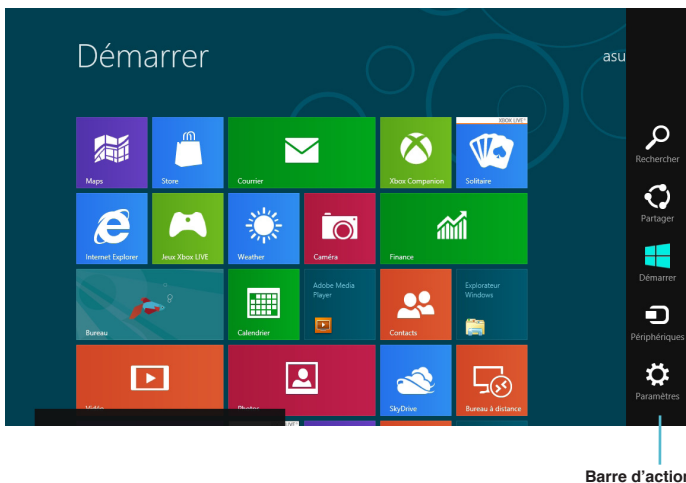 Démarrer
asu
XBOX LIVE
Maps
Store
Courrier
Xbox Companion
Solitaire
Internet Explorer
Jeux Xbox LIVE
Weather
Caméra
Finance
Bureau
Calendrier
Adobe Media
Player
Contacts
Explorateur
Windows
Vidéo
Photos
SkyDrive
Bureau à distance
Rechercher
Partager
Démarrer
Périphériques
Paramètres
Barre d’action